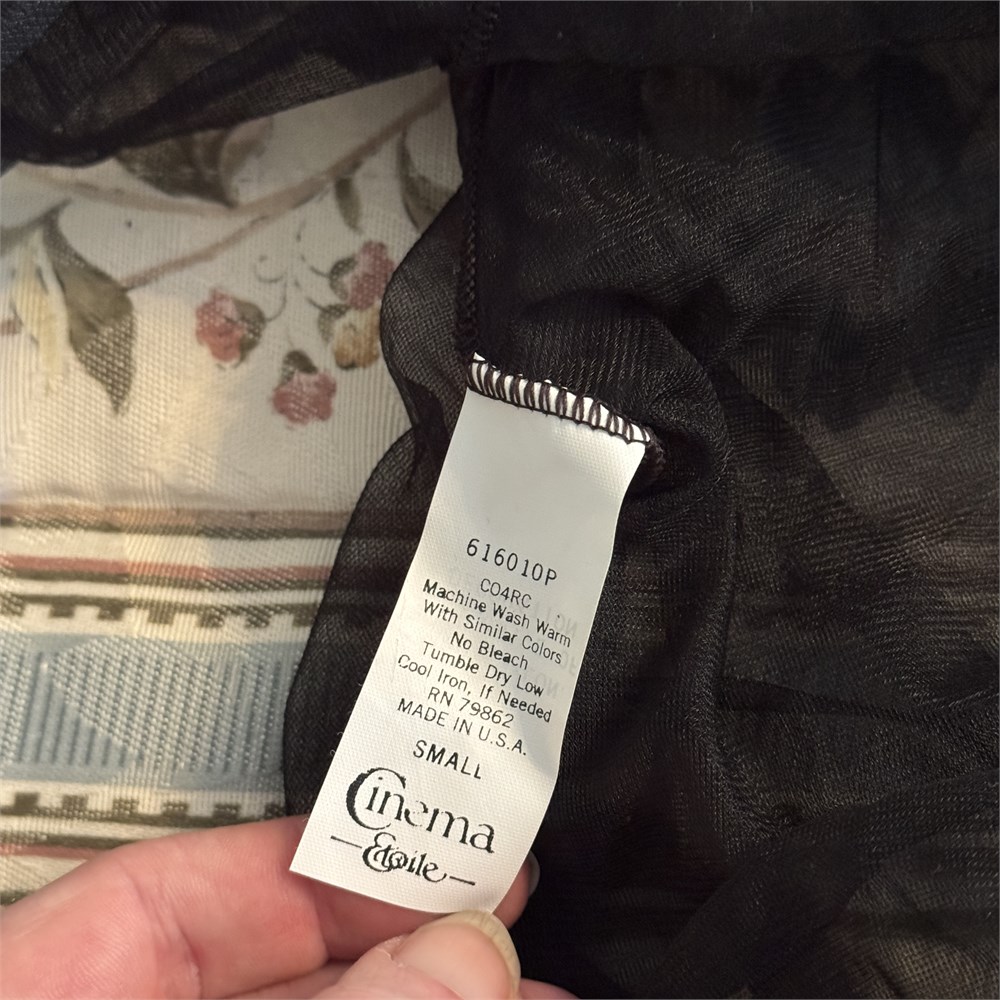 616010P
CO4RC
Machine Wash Warm
With Similar Colors
No Bleach
Tumble Dry Low
Cool Iron, If Needed
RN 79862
MADE IN U.S.A.
SMALL
Cinema
Etoile